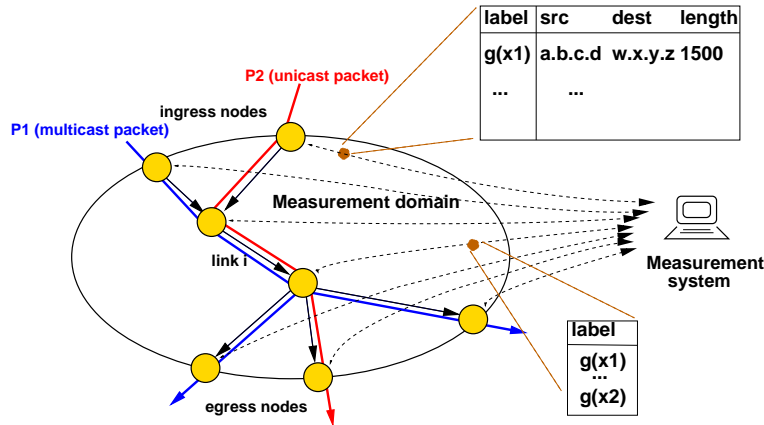 label src dest length
g(x1) a.b.c.d w.x.y.z 1500
... ...
P2 (unicast packet)
ingress nodes
P1 (multicast packet)
Measurement domain
link i
Measurement
system
label
g(x1)
...
g(x2)
egress nodes